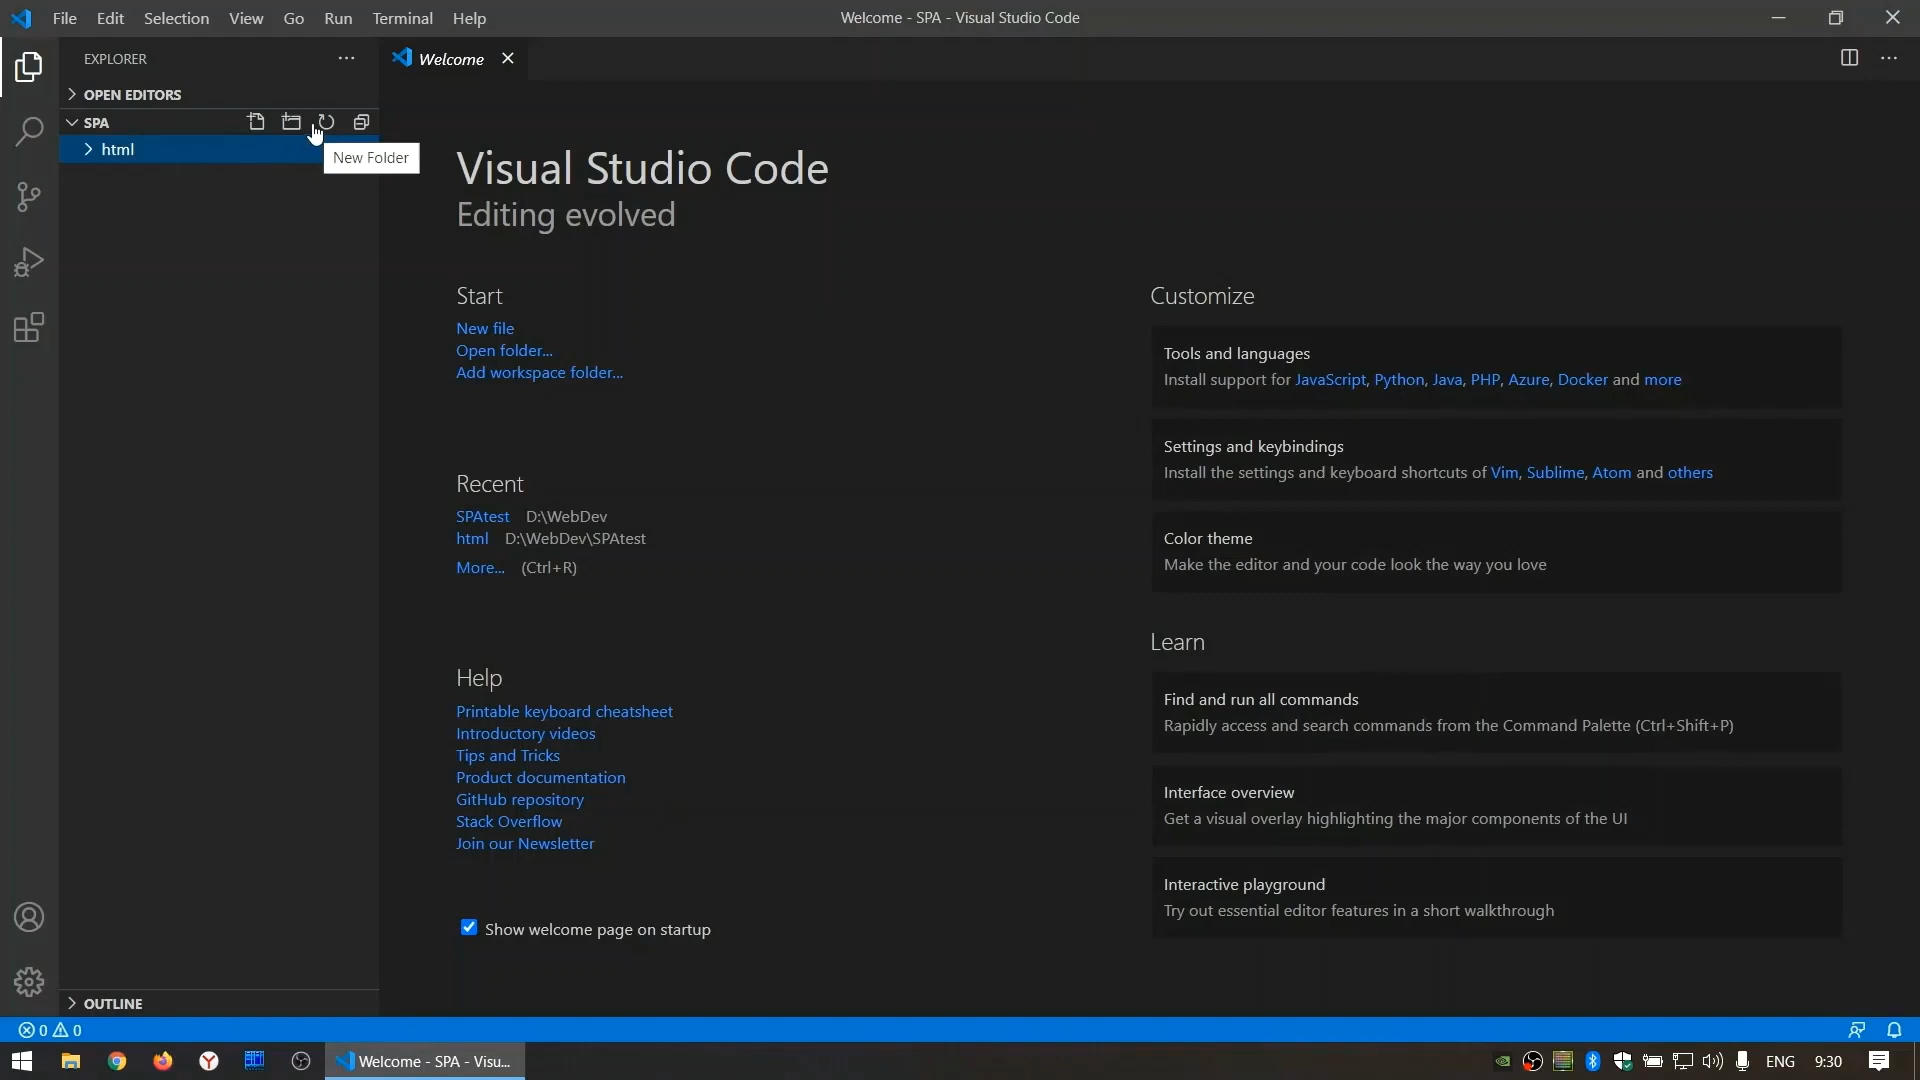 File Edit Selection View Go Run Terminal Help
Welcome - SPA - Visual Studio Code
EXPLORER
Welcome
OPEN EDITORS
SPA
html
New Folder
Visual Studio Code
Editing evolved
Start
New file
Open folder...
Add workspace folder...
Recent
SPAtest D:\WebDev
html D:\WebDev\SPAtest
More... (Ctrl+R)
Help
Printable keyboard cheatsheet
Introductory videos
Tips and Tricks
Product documentation
GitHub repository
Stack Overflow
Join our Newsletter
Show welcome page on startup
Customize
Tools and languages
Install support for JavaScript, Python, Java, PHP, Azure, Docker and more
Settings and keybindings
Install the settings and keyboard shortcuts of Vim, Sublime, Atom and others
Color theme
Make the editor and your code look the way you love
Learn
Find and run all commands
Rapidly access and search commands from the Command Palette (Ctrl+Shift+P)
Interface overview
Get a visual overlay highlighting the major components of the UI
Interactive playground
Try out essential editor features in a short walkthrough
OUTLINE
0 0
Welcome - SPA - Visu...
ENG 9:30